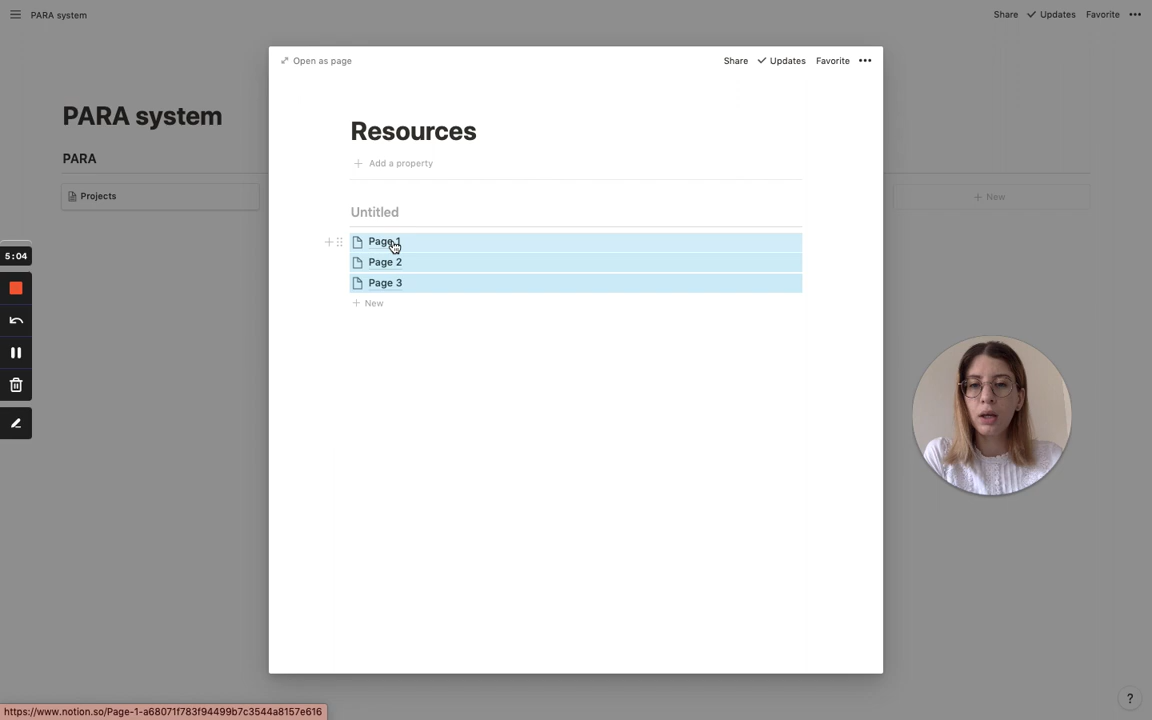 PARA system
Share Updates Favorite
Open as page
Share Updates Favorite
PARA system
PARA
Projects
New
Resources
Add a property
Untitled
Page 1
Page 2
Page 3
New
5:04
?
https://www.notion.so/Page-1-a68071f783f94499b7c3544a8157e616